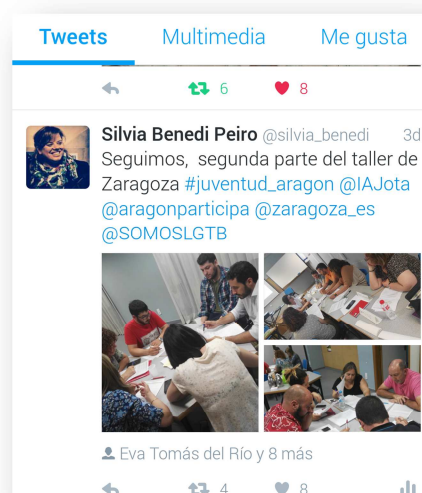 Tweets Multimedia Me gusta
6 8
Silvia Benedi Peiro @silvia_benedi 3d
Seguimos, segunda parte del taller de
Zaragoza #juventud_aragon @IAJota
@aragonparticipa @zaragoza_es
@SOMOSLGTB
Eva Tomás del Río y 8 más
4 8